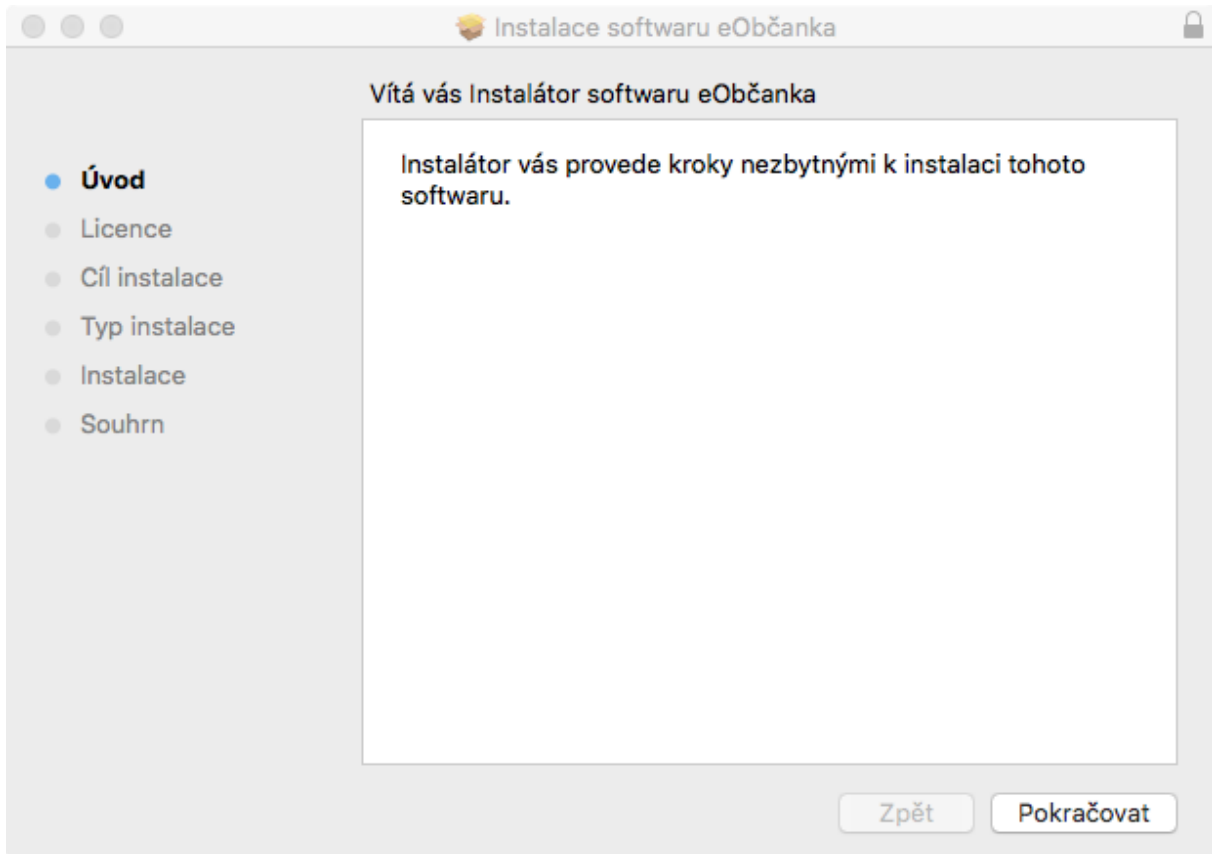 Instalace softwaru eObčanka
Vítá vás Instalátor softwaru eObčanka
Úvod
Licence
Cíl instalace
Typ instalace
Instalace
Souhrn
Instalátor vás provede kroky nezbytnými k instalaci tohoto
softwaru.
Zpět
Pokračovat